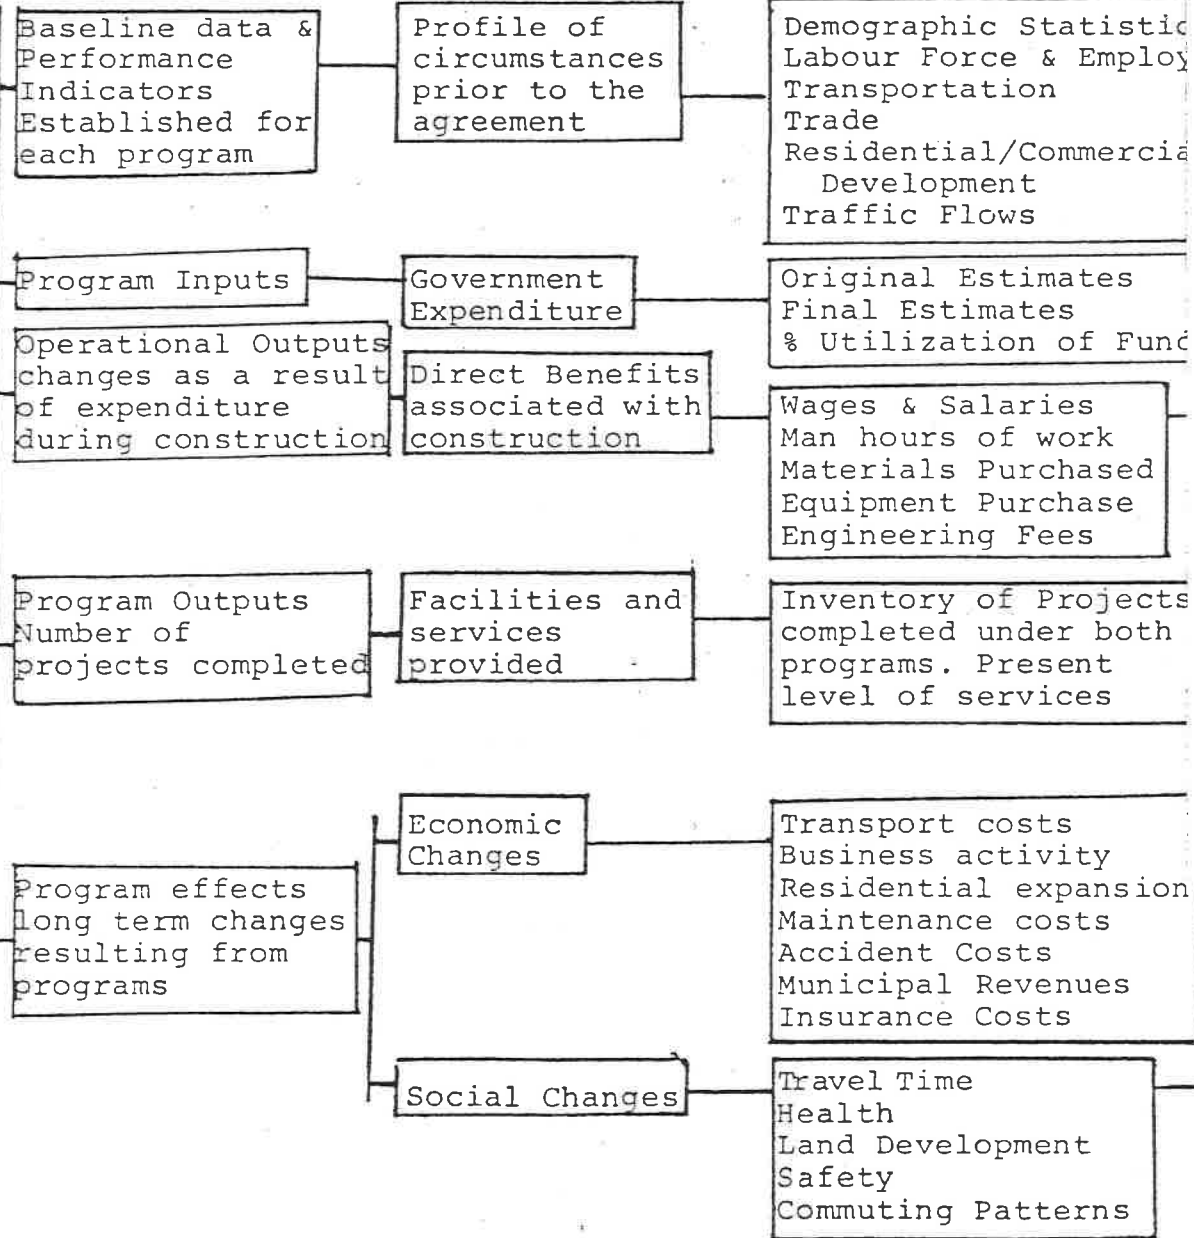 Baseline data &
Performance
Indicators
Established for
each program
Profile of
circumstances
prior to the
agreement
Demographic Statistic
Labour Force & Employ
Transportation
Trade
Residential/Commercia
Development
Traffic Flows
Program Inputs
Government
Expenditure
Original Estimates
Final Estimates
% Utilization of Fund
Operational Outputs
changes as a result
of expenditure
during construction
Direct Benefits
associated with
construction
Wages & Salaries
Man hours of work
Materials Purchased
Equipment Purchase
Engineering Fees
Program Outputs
Number of
projects completed
Facilities and
services
provided
Inventory of Projects
completed under both
programs. Present
level of services
Program effects
long term changes
resulting from
programs
Economic
Changes
Transport costs
Business activity
Residential expansion
Maintenance costs
Accident Costs
Municipal Revenues
Insurance Costs
Social Changes
Travel Time
Health
Land Development
Safety
Commuting Patterns